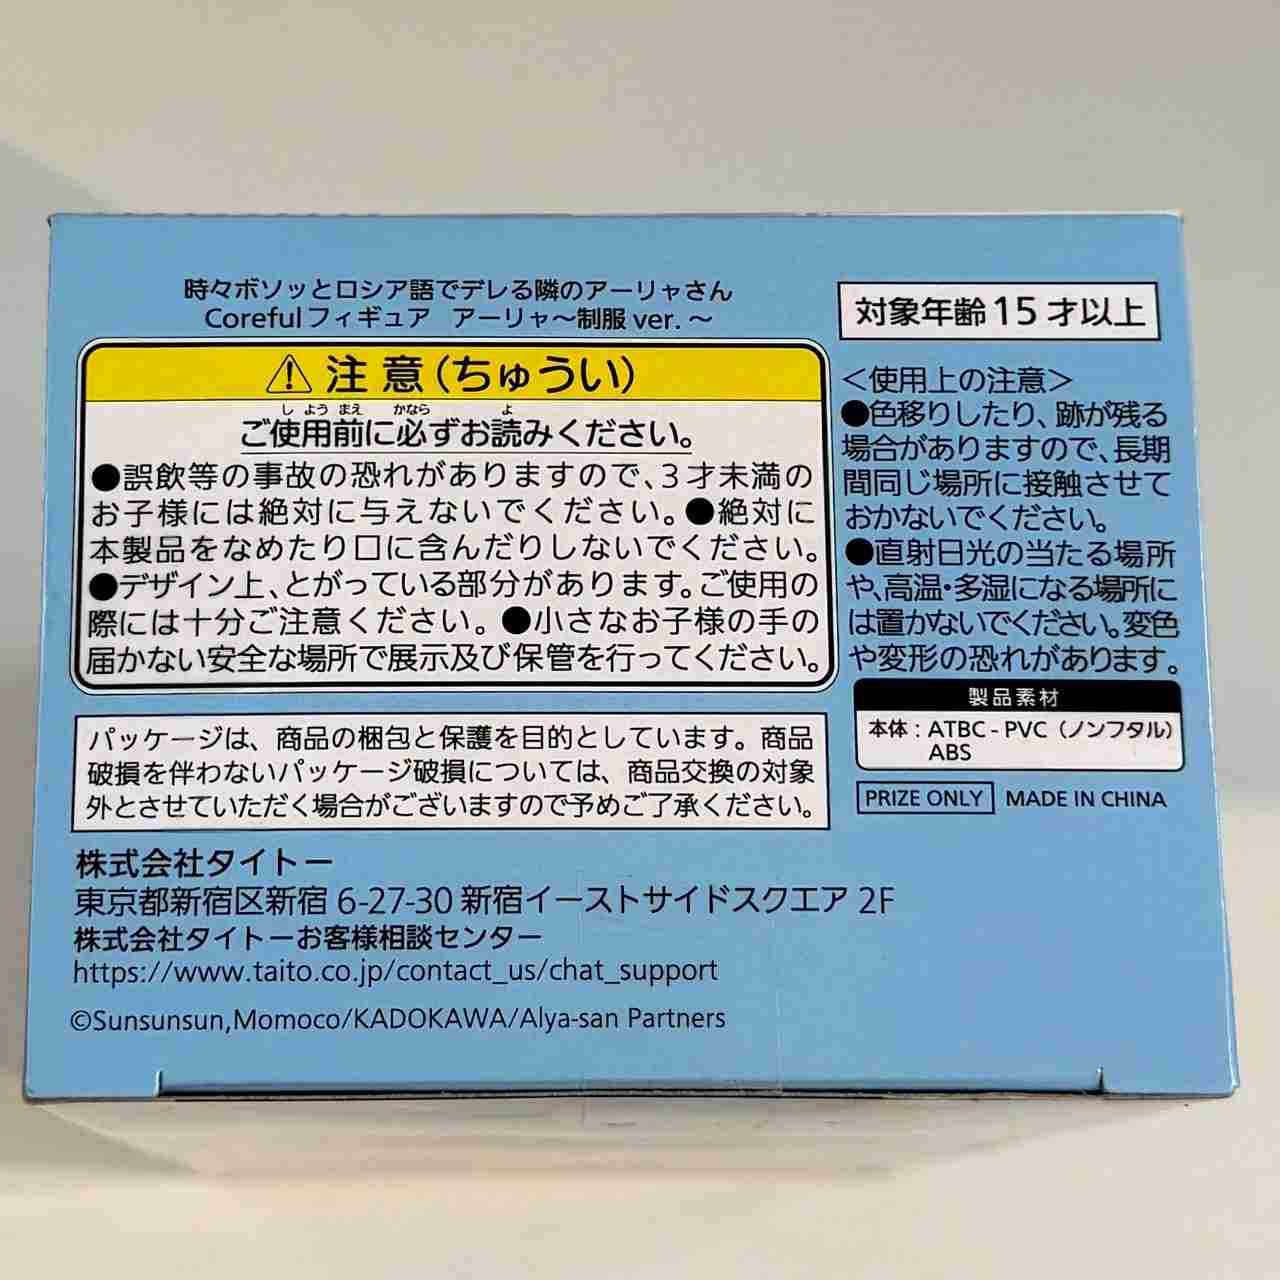 時々ボソッとロシア語でデレる隣のアーリャさん
Corefulフィギュア アーリャ～制服 ver.～
⚠注意(ちゅうい)
しようまえ かなら よ
ご使用前に必ずお読みください。
●誤飲等の事故の恐れがありますので、3才未満の
お子様には絶対に与えないでください。●絶対に
本製品をなめたり口に含んだりしないでください。
●デザイン上、とがっている部分があります。ご使用の
際には十分ご注意ください。●小さなお子様の手の
届かない安全な場所で展示及び保管を行ってください。
パッケージは、商品の梱包と保護を目的としています。商品
破損を伴わないパッケージ破損については、商品交換の対象
外とさせていただく場合がございますので予めご了承ください。
株式会社タイトー
東京都新宿区新宿 6-27-30 新宿イーストサイドスクエア 2F
株式会社タイトーお客様相談センター
https://www.taito.co.jp/contact_us/chat_support
©Sunsunsun,Momoco/KADOKAWA/Alya-san Partners
対象年齢15才以上
＜使用上の注意＞
●色移りしたり、跡が残る
場合がありますので、長期
間同じ場所に接触させて
おかないでください。
●直射日光の当たる場所
や、高温・多湿になる場所に
は置かないでください。変色
や変形の恐れがあります。
製品素材
本体：ATBC-PVC（ノンフタル）
ABS
PRIZE ONLY MADE IN CHINA